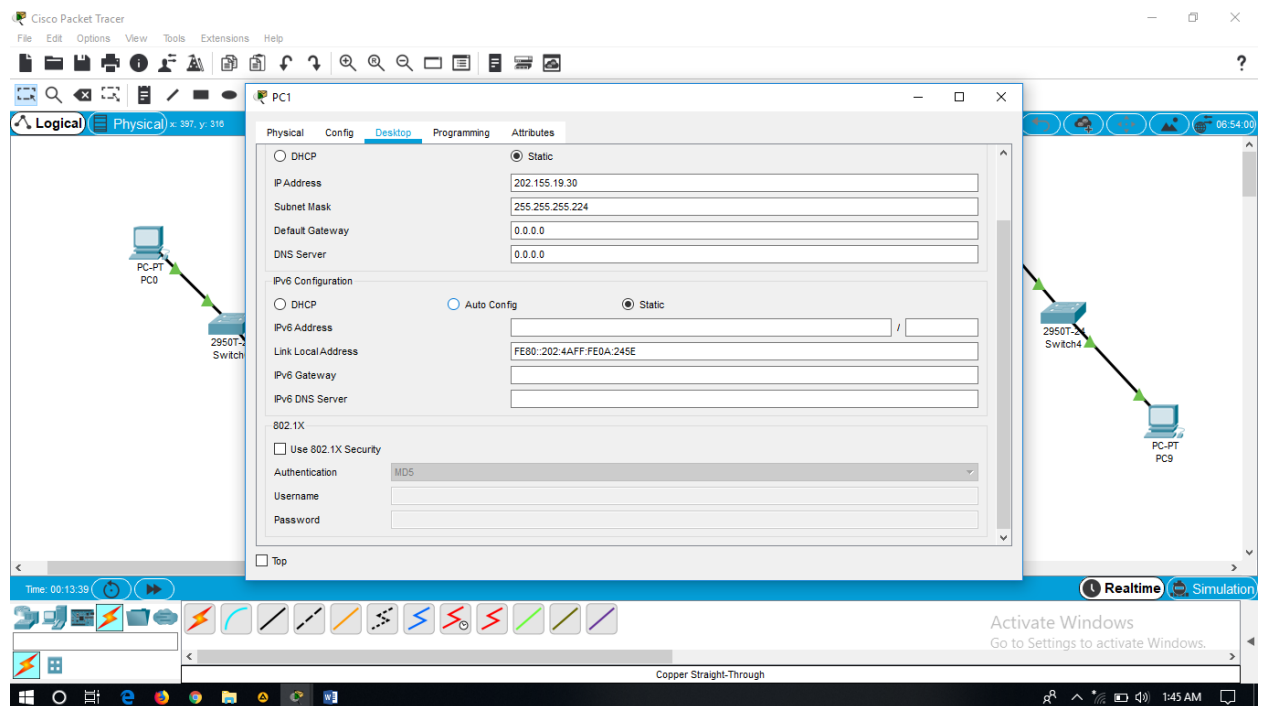 Cisco Packet Tracer
File Edit Options View Tools Extensions Help
?
PC1
Logical Physical x: 397, y: 316
06:54:00
Physical Config Desktop Programming Attributes
DHCP Static
IP Address 202.155.19.30
Subnet Mask 255.255.255.224
Default Gateway 0.0.0.0
DNS Server 0.0.0.0
IPv6 Configuration
DHCP Auto Config Static
IPv6 Address /
Link Local Address FE80::202:4AFF:FE0A:245E
IPv6 Gateway
IPv6 DNS Server
802.1X
Use 802.1X Security
Authentication MD5
Username
Password
Top
PC-PT
PC0
2950T-2
Switch
2950T-24
Switch4
PC-PT
PC9
Time: 00:13:39
Realtime Simulation
Activate Windows
Go to Settings to activate Windows.
Copper Straight-Through
1:45 AM